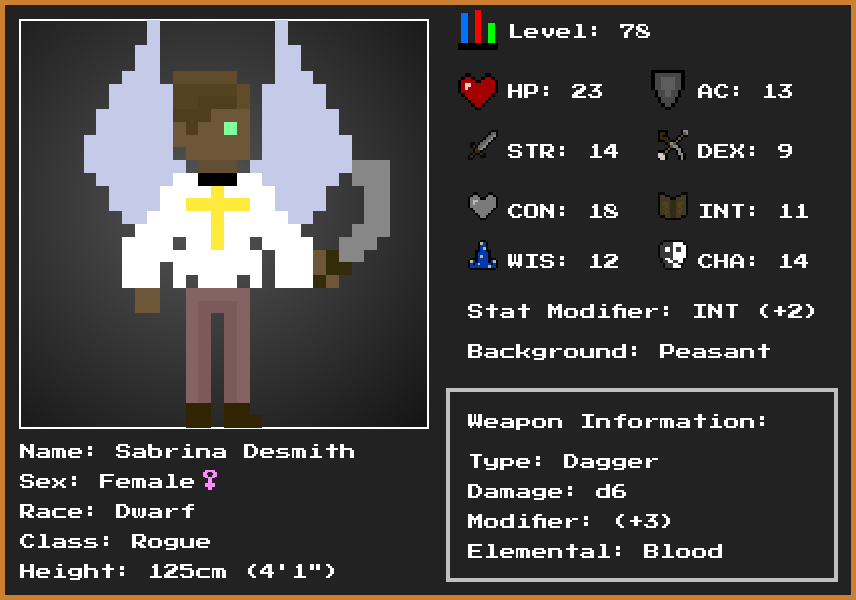 Level: 78
HP: 23
AC: 13
STR: 14
DEX: 9
CON: 18
INT: 11
WIS: 12
CHA: 14
Stat Modifier: INT (+2)
Background: Peasant
Weapon Information:
Type: Dagger
Damage: d6
Modifier: (+3)
Elemental: Blood
Name: Sabrina Desmith
Sex: Female♀
Race: Dwarf
Class: Rogue
Height: 125cm (4'1")